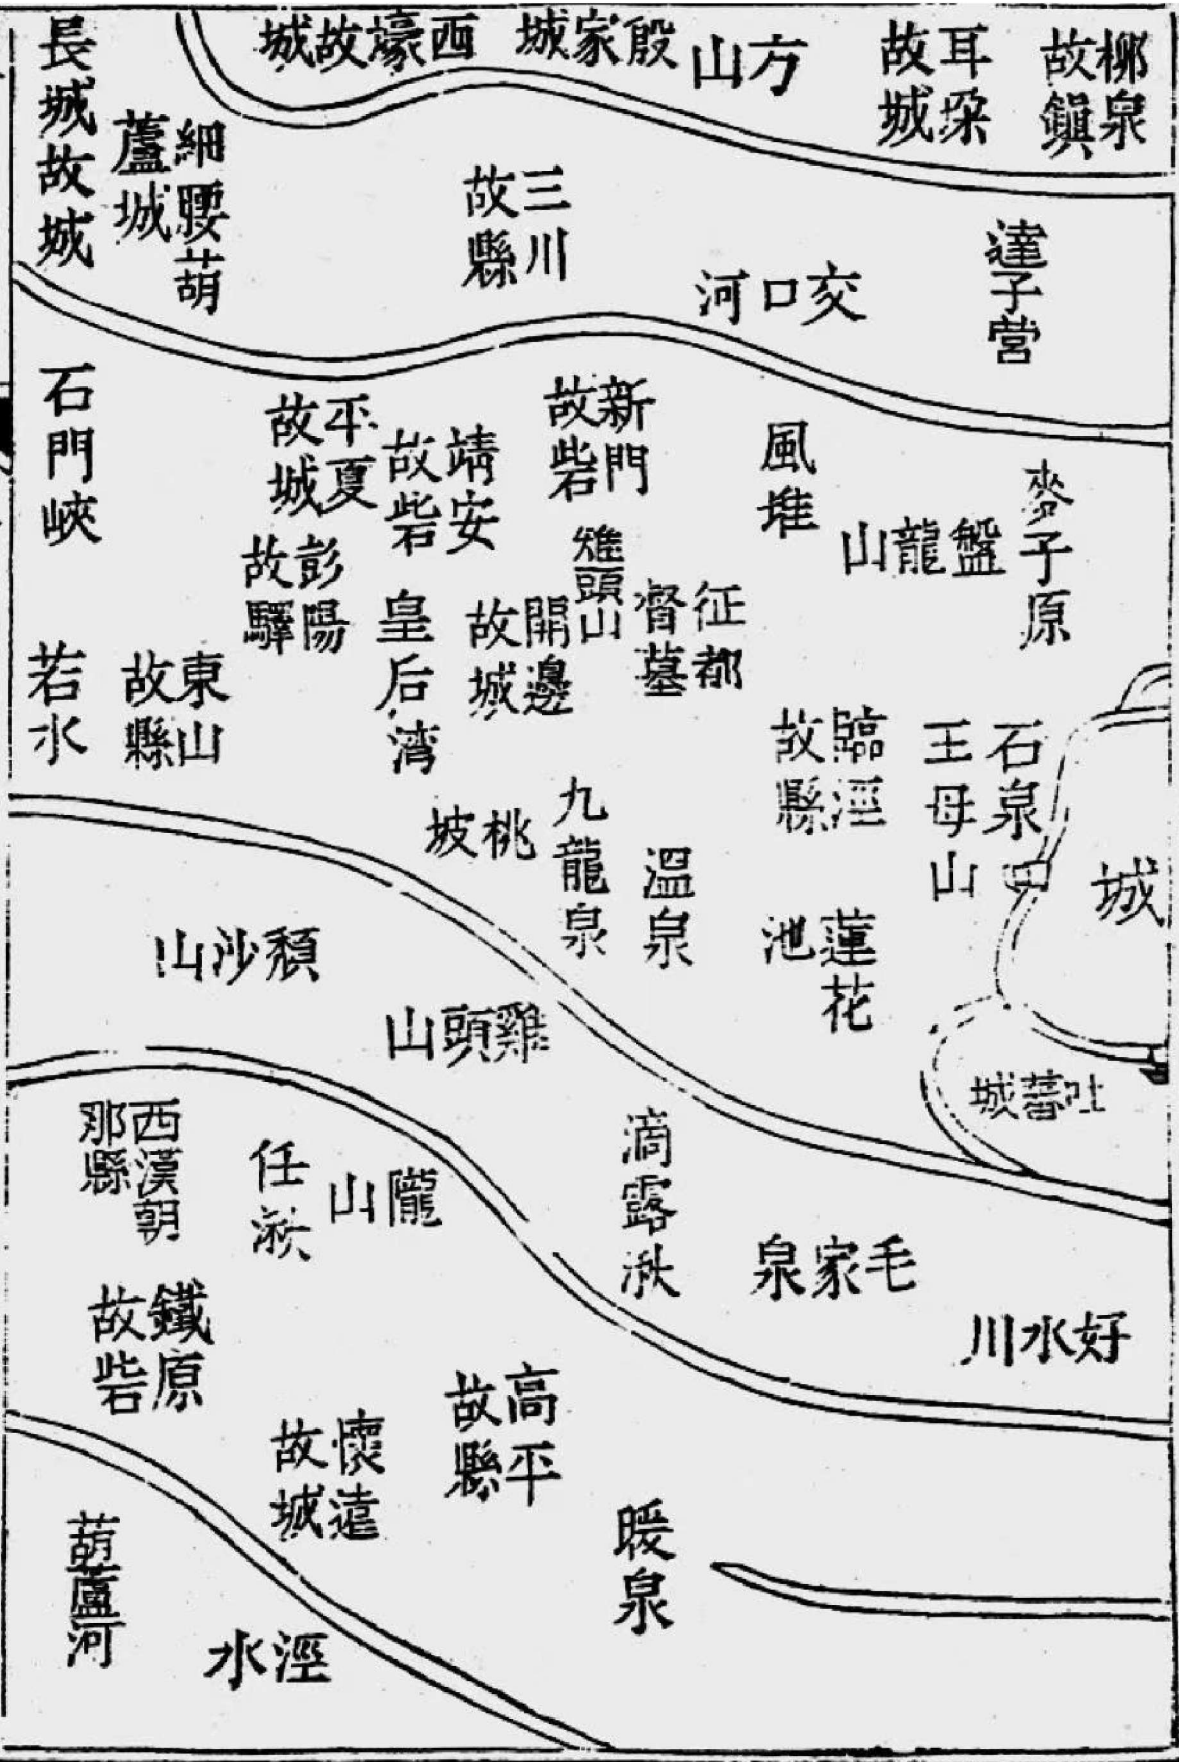 柳泉故鎮
耳朶故城
方山
殷家城
西壕故城
細腰葫蘆城
長城故城
達子營
交口河
三川故縣
麥子原
盤龍山
風堆
新門故砦
雉頭山
靖安故砦
平夏故城
石門峽
征都督墓
開邊故城
皇后湾
彭陽故驛
東山故縣
若水
城
石泉
王母山
臨涇故縣
蓮花池
溫泉
九龍泉
桃坡
吐蕃城
雞頭山
頽沙山
好水川
毛家泉
滴露湫
隴山
任湫
西漢朝那縣
鐵原故砦
高平故縣
懷遠故城
暖泉
涇水
葫蘆河